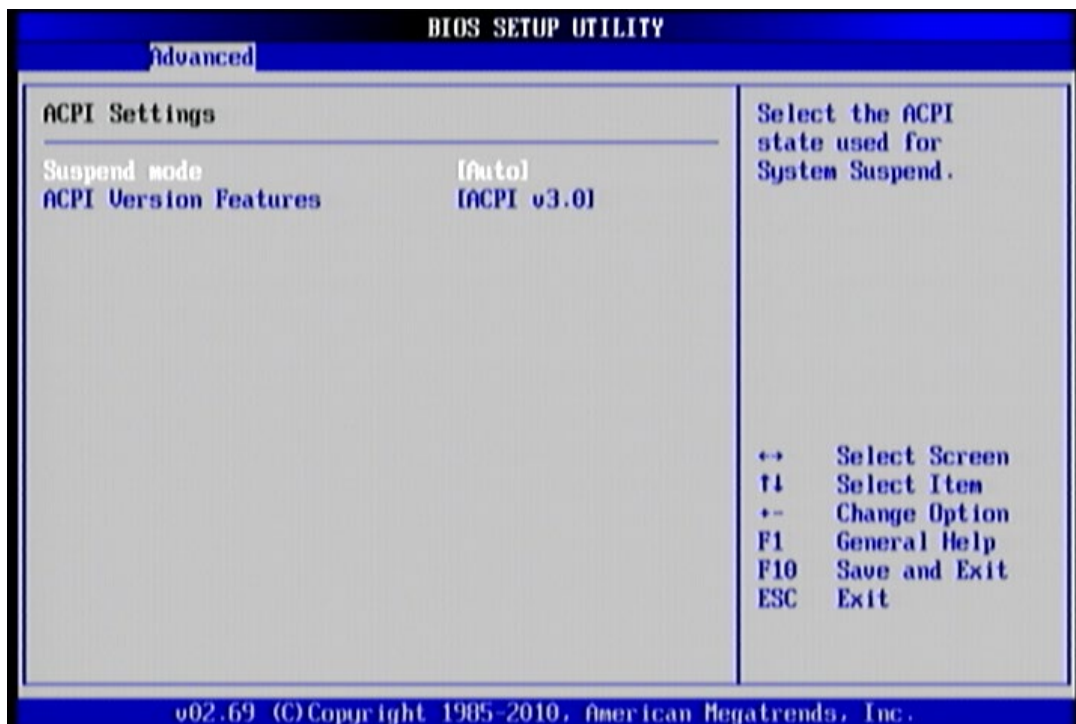 BIOS SETUP UTILITY
Advanced
ACPI Settings
Suspend mode [Auto]
ACPI Version Features [ACPI v3.0]
Select the ACPI
state used for
System Suspend.
↔ Select Screen
↑↓ Select Item
+- Change Option
F1 General Help
F10 Save and Exit
ESC Exit
v02.69 (C)Copyright 1985-2010, American Megatrends, Inc.